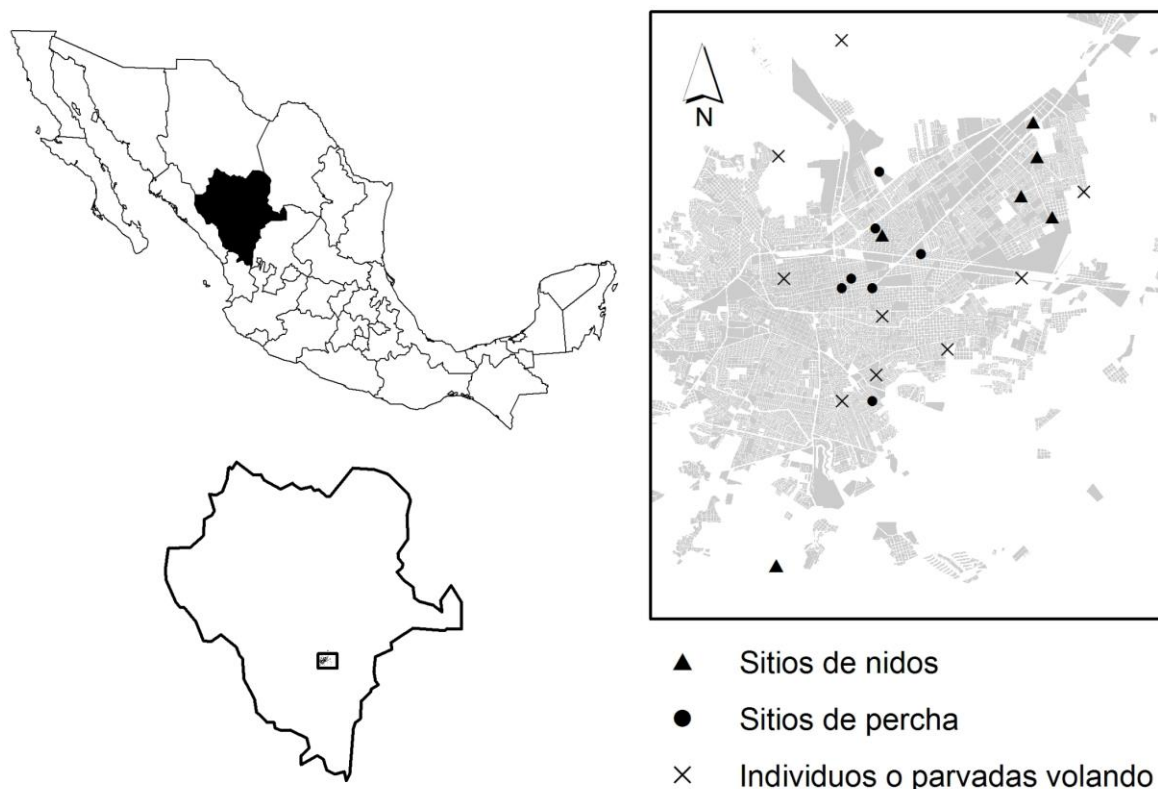 N
Sitios de nidos
Sitios de percha
Individuos o parvadas volando